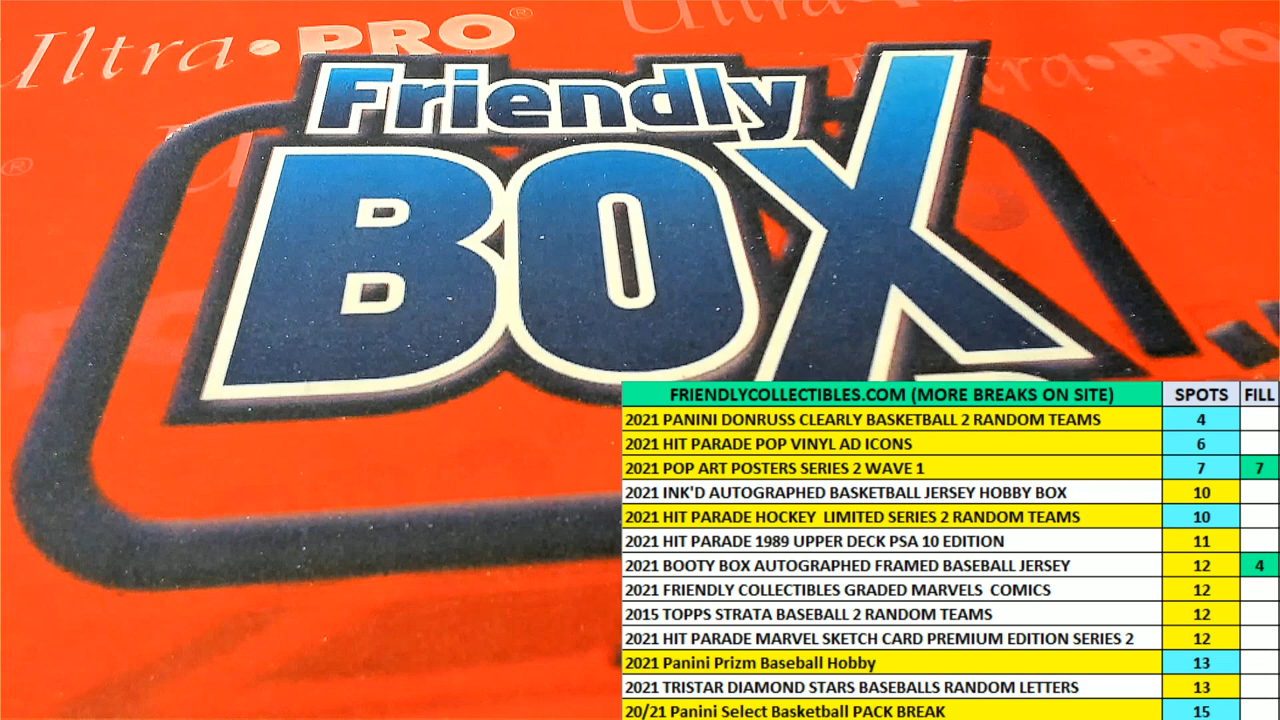 Ultra•PRO®
Ultra•PRO®
Friendly
BOX
FRIENDLYCOLLECTIBLES.COM (MORE BREAKS ON SITE) SPOTS FILL
2021 PANINI DONRUSS CLEARLY BASKETBALL 2 RANDOM TEAMS 4
2021 HIT PARADE POP VINYL AD ICONS 6
2021 POP ART POSTERS SERIES 2 WAVE 1 7 7
2021 INK'D AUTOGRAPHED BASKETBALL JERSEY HOBBY BOX 10
2021 HIT PARADE HOCKEY LIMITED SERIES 2 RANDOM TEAMS 10
2021 HIT PARADE 1989 UPPER DECK PSA 10 EDITION 11
2021 BOOTY BOX AUTOGRAPHED FRAMED BASEBALL JERSEY 12 4
2021 FRIENDLY COLLECTIBLES GRADED MARVELS COMICS 12
2015 TOPPS STRATA BASEBALL 2 RANDOM TEAMS 12
2021 HIT PARADE MARVEL SKETCH CARD PREMIUM EDITION SERIES 2 12
2021 Panini Prizm Baseball Hobby 13
2021 TRISTAR DIAMOND STARS BASEBALLS RANDOM LETTERS 13
20/21 Panini Select Basketball PACK BREAK 15